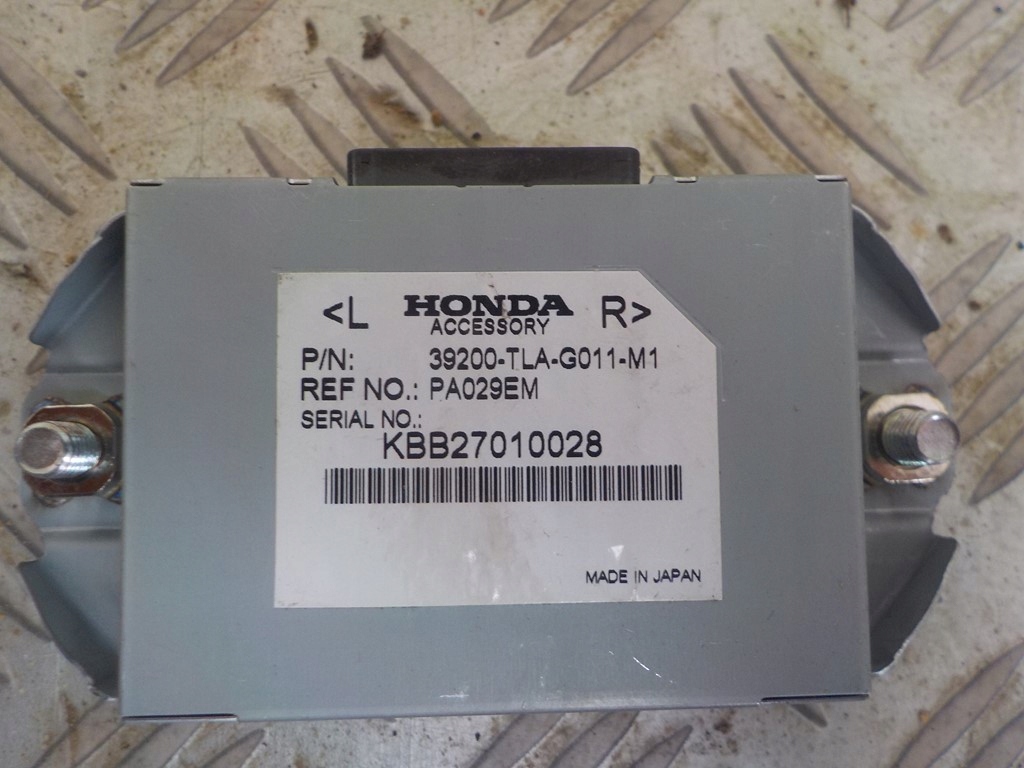 <L HONDA R>
ACCESSORY
P/N: 39200-TLA-G011-M1
REF NO.: PA029EM
SERIAL NO.:
KBB27010028
MADE IN JAPAN